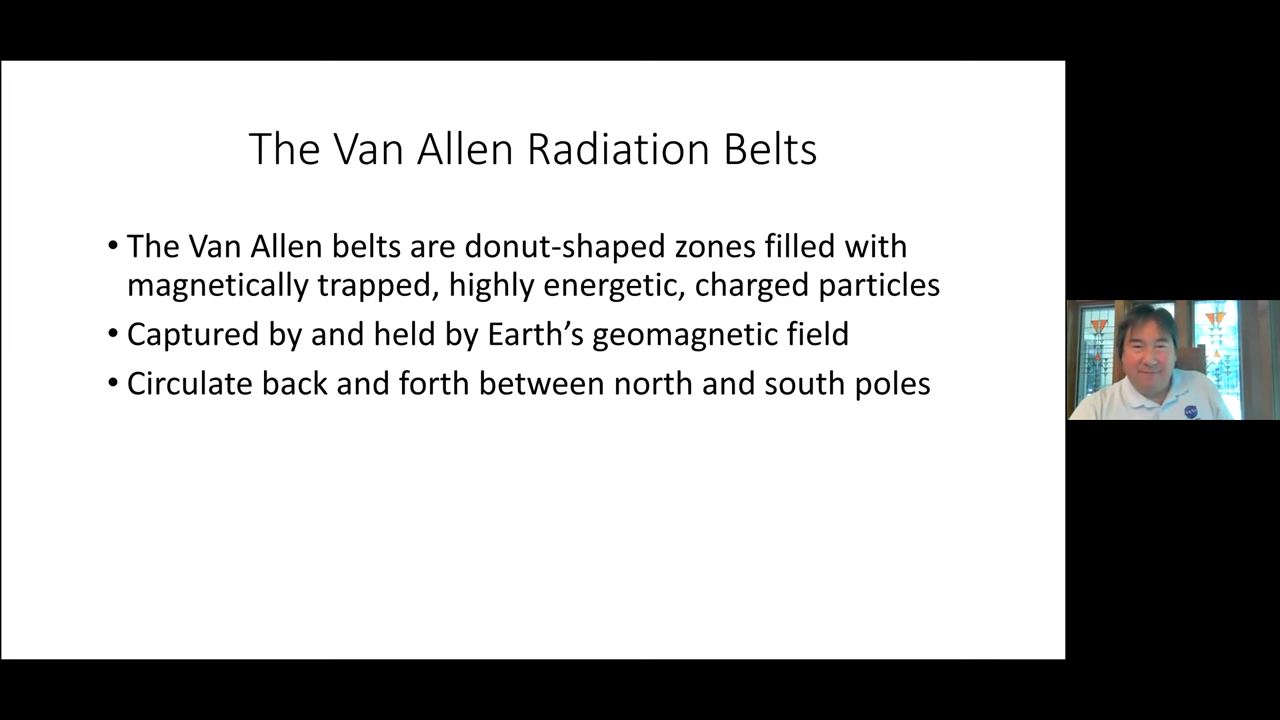 The Van Allen Radiation Belts
• The Van Allen belts are donut-shaped zones filled with
magnetically trapped, highly energetic, charged particles
• Captured by and held by Earth’s geomagnetic field
• Circulate back and forth between north and south poles